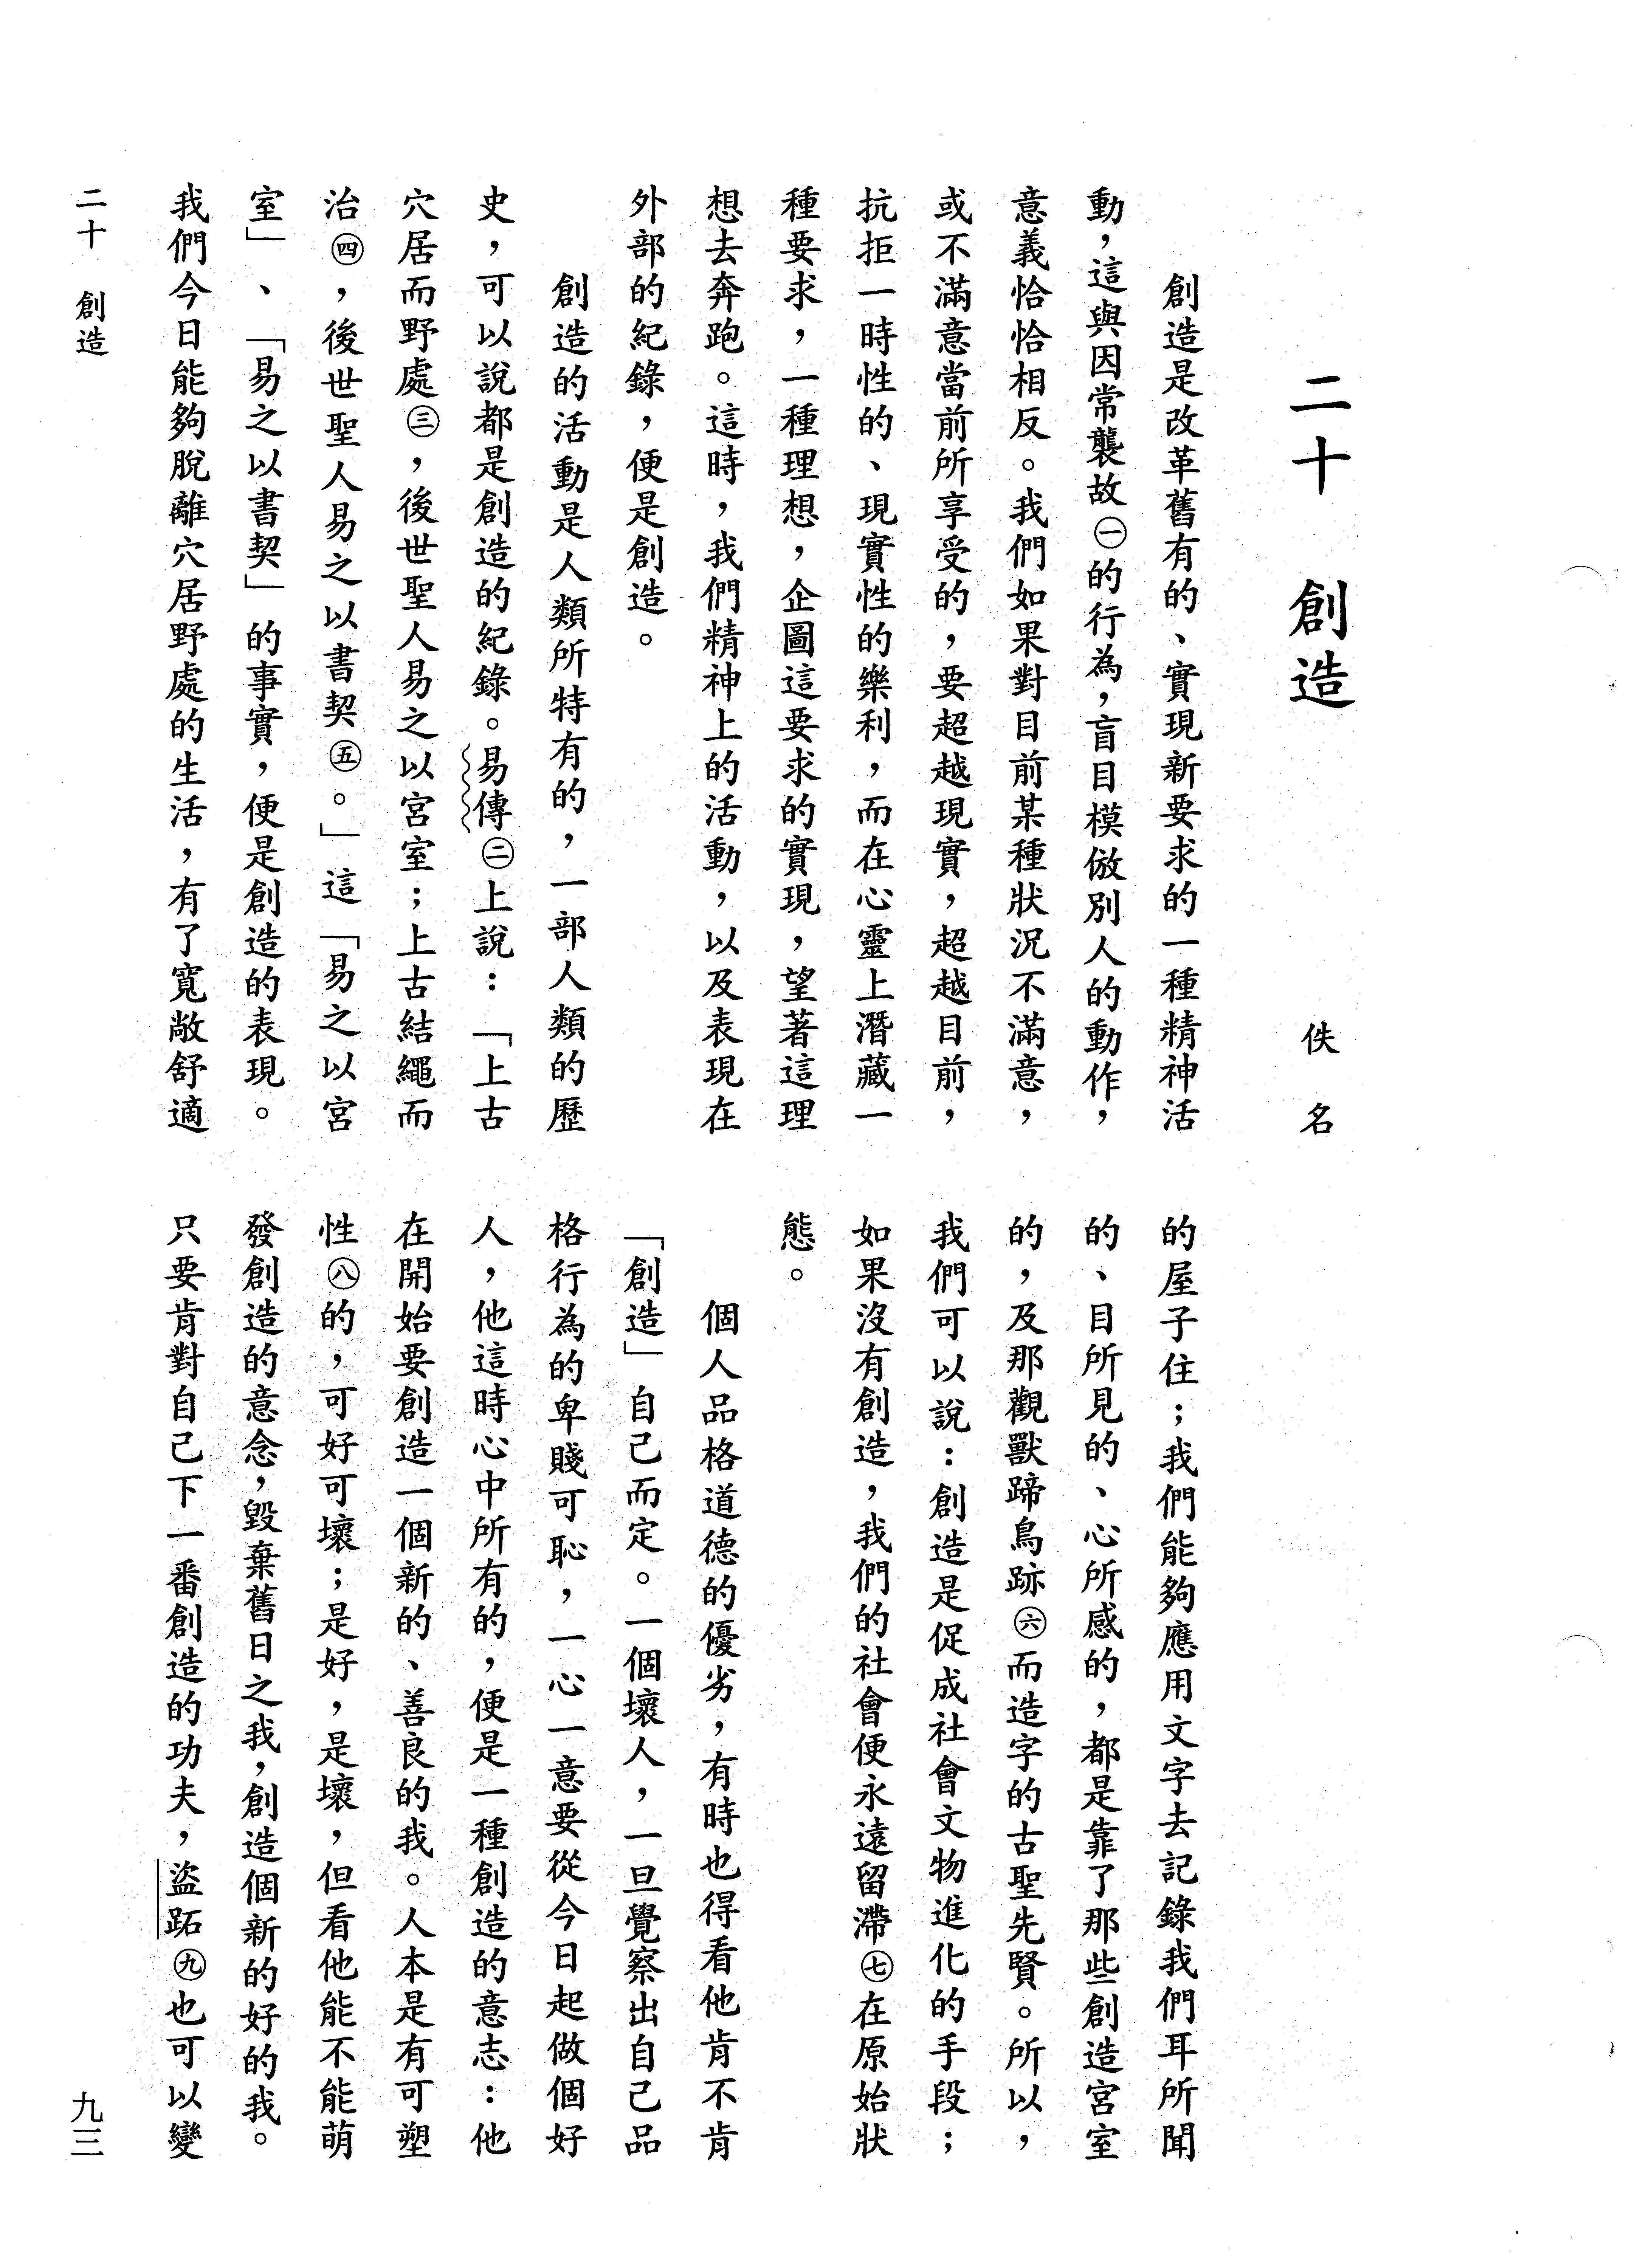 二十　創造
佚名
創造是改革舊有的、實現新要求的一種精神活
動，這與因常襲故㊀的行為，盲目模倣別人的動作，
意義恰恰相反。我們如果對目前某種狀況不滿意，
或不滿意當前所享受的，要超越現實，超越目前，
抗拒一時性的、現實性的樂利，而在心靈上潛藏一
種要求，一種理想，企圖這要求的實現，望著這理
想去奔跑。這時，我們精神上的活動，以及表現在
外部的紀錄，便是創造。
創造的活動是人類所特有的，一部人類的歷
史，可以說都是創造的紀錄。易傳㊁上說：「上古
穴居而野處㊂，後世聖人易之以宮室；上古結繩而
治㊃，後世聖人易之以書契㊄。」這「易之以宮
室」、「易之以書契」的事實，便是創造的表現。
我們今日能夠脫離穴居野處的生活，有了寬敞舒適
的屋子住；我們能夠應用文字去記錄我們耳所聞
的、目所見的、心所感的，都是靠了那些創造宮室
的，及那觀獸蹄鳥跡㊅而造字的古聖先賢。所以，
我們可以說：創造是促成社會文物進化的手段；
如果沒有創造，我們的社會便永遠留滯㊆在原始狀
態。
個人品格道德的優劣，有時也得看他肯不肯
「創造」自己而定。一個壞人，一旦覺察出自己品
格行為的卑賤可恥，一心一意要從今日起做個好
人，他這時心中所有的，便是一種創造的意志：他
在開始要創造一個新的、善良的我。人本是有可塑
性㊇的，可好可壞；是好，是壞，但看他能不能萌
發創造的意念，毀棄舊日之我，創造個新的好的我。
只要肯對自己下一番創造的功夫，盜跖㊈也可以變
二十　創造
九三